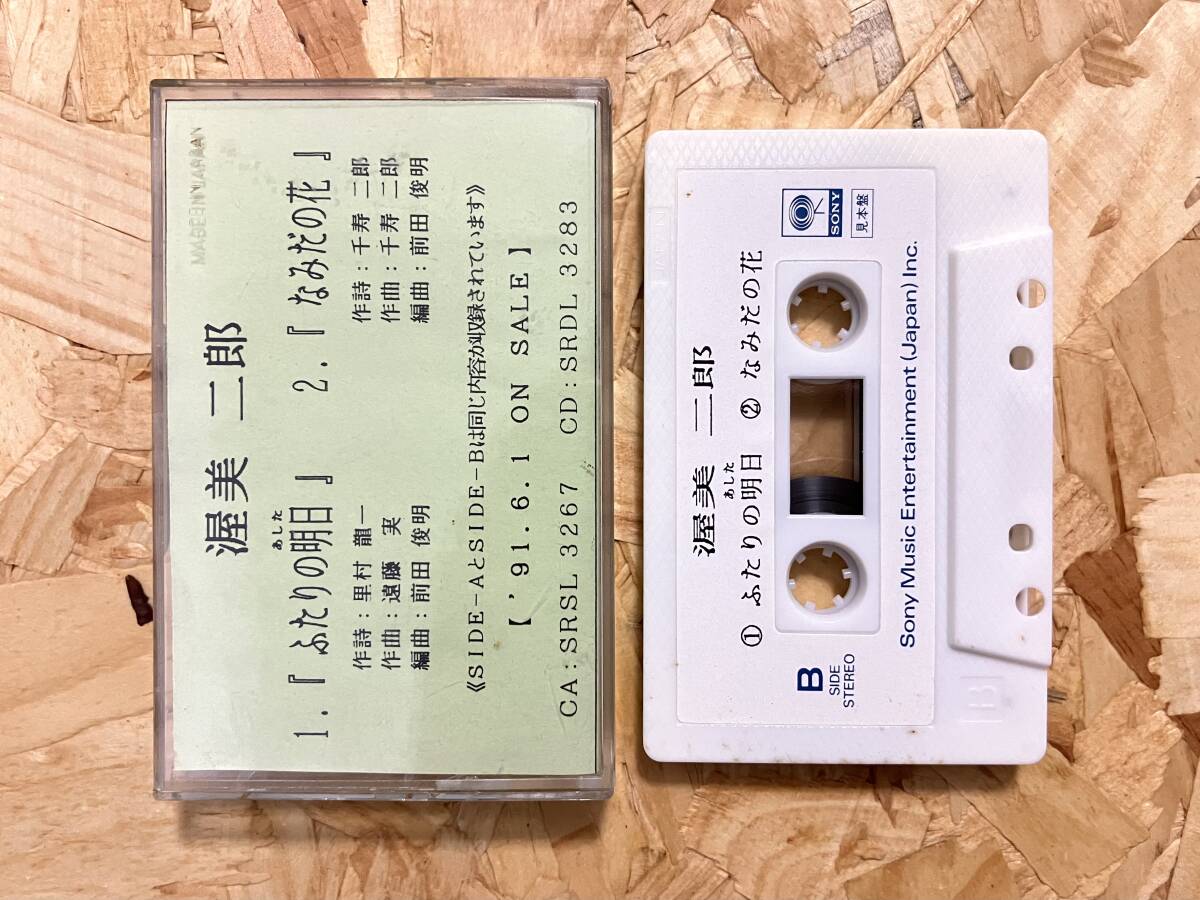 MADE IN JAPAN
渥美 二郎
あした
1.『ふたりの明日』 2.『なみだの花』
作詩：里村 龍一 作詩：千寿 二郎
作曲：遠藤 実 作曲：千寿 二郎
編曲：前田 俊明 編曲：前田 俊明
《SIDE－AとSIDE－Bは同じ内容が収録されています》
【 ’91.6.1 ON SALE 】
CA：SRSL 3267 CD：SRDL 3283
渥美 二郎
あした
① ふたりの明日 ② なみだの花
SONY
見本盤
B
SIDE
STEREO
Sony Music Entertainment (Japan) Inc.
B